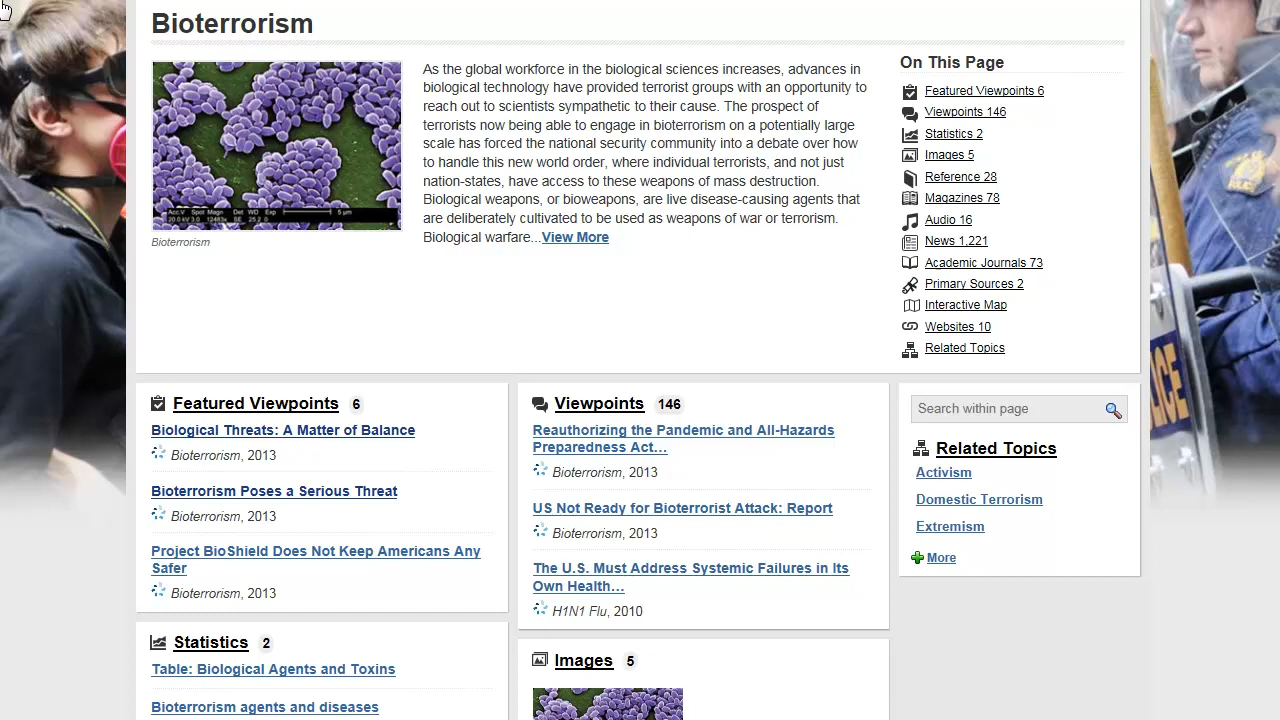 Bioterrorism
As the global workforce in the biological sciences increases, advances in
biological technology have provided terrorist groups with an opportunity to
reach out to scientists sympathetic to their cause. The prospect of
terrorists now being able to engage in bioterrorism on a potentially large
scale has forced the national security community into a debate over how
to handle this new world order, where individual terrorists, and not just
nation-states, have access to these weapons of mass destruction.
Biological weapons, or bioweapons, are live disease-causing agents that
are deliberately cultivated to be used as weapons of war or terrorism.
Biological warfare...View More
Acc.V Spot Magn Det WD Exp
5 µm
Bioterrorism
On This Page
Featured Viewpoints 6
Viewpoints 146
Statistics 2
Images 5
Reference 28
Magazines 78
Audio 16
News 1,221
Academic Journals 73
Primary Sources 2
Interactive Map
Websites 10
Related Topics
Featured Viewpoints 6
Biological Threats: A Matter of Balance
Bioterrorism, 2013
Bioterrorism Poses a Serious Threat
Bioterrorism, 2013
Project BioShield Does Not Keep Americans Any
Safer
Bioterrorism, 2013
Statistics 2
Table: Biological Agents and Toxins
Bioterrorism agents and diseases
Viewpoints 146
Reauthorizing the Pandemic and All-Hazards
Preparedness Act...
Bioterrorism, 2013
US Not Ready for Bioterrorist Attack: Report
Bioterrorism, 2013
The U.S. Must Address Systemic Failures in Its
Own Health...
H1N1 Flu, 2010
Images 5
Search within page
Related Topics
Activism
Domestic Terrorism
Extremism
More